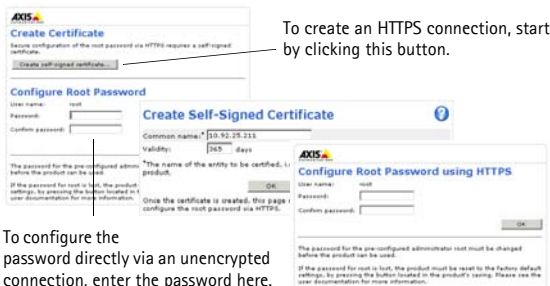 AXIS
Create Certificate
Secure configuration of the root password via HTTPS requires a self-signed
certificate.
Create self-signed certificate...
Configure Root Password
User name: root
Password:
Confirm password:
The password for the pre-configured admin
before the password can be used.
If the password for root is lost, the product
settings, by pressing the button located in t
user documentation for more information.
To create an HTTPS connection, start
by clicking this button.
Create Self-Signed Certificate
Common name:* 10.92.25.211
Validity: 365 days
*The name of the entity to be certified, i.
product.
OK
Once the certificate is created, this page
configure the root password via HTTPS.
AXIS
Configure Root Password using HTTPS
User name: root
Password:
Confirm password:
OK
The password for the pre-configured administrator root must be changed
before the product can be used.
If the password for root is lost, the product must be reset to the factory default
settings, by pressing the button located in the product's casing. Please see the
user documentation for more information.
To configure the
password directly via an unencrypted
connection, enter the password here.